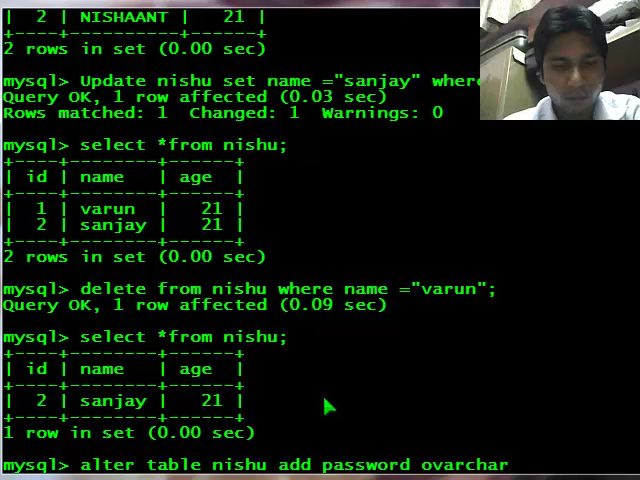 | 2 | NISHAANT | 21 |
+----+----------+------+
2 rows in set (0.00 sec)
mysql> Update nishu set name ="sanjay" where
Query OK, 1 row affected (0.03 sec)
Rows matched: 1 Changed: 1 Warnings: 0
mysql> select *from nishu;
+----+--------+------+
| id | name | age |
+----+--------+------+
| 1 | varun | 21 |
| 2 | sanjay | 21 |
+----+--------+------+
2 rows in set (0.00 sec)
mysql> delete from nishu where name ="varun";
Query OK, 1 row affected (0.09 sec)
mysql> select *from nishu;
+----+--------+------+
| id | name | age |
+----+--------+------+
| 2 | sanjay | 21 |
+----+--------+------+
1 row in set (0.00 sec)
mysql> alter table nishu add password ovarchar